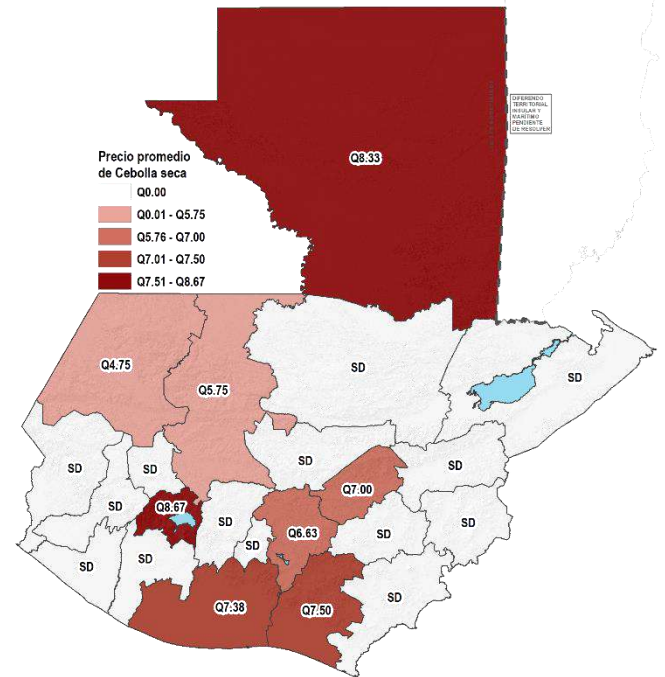 DIFERENDO
TERRITORIAL
INSULAR Y
MARÍTIMO
PENDIENTE
DE RESOLVER
Q8.33
Precio promedio
de Cebolla seca
Q0.00
Q0.01 - Q5.75
Q5.76 - Q7.00
Q7.01 - Q7.50
Q7.51 - Q8.67
Q4.75
Q5.75
SD
SD
SD
SD
SD
SD
SD
Q7.00
Q8.67
SD
SD
Q6.63
SD
SD
SD
SD
SD
Q7.38
Q7.50